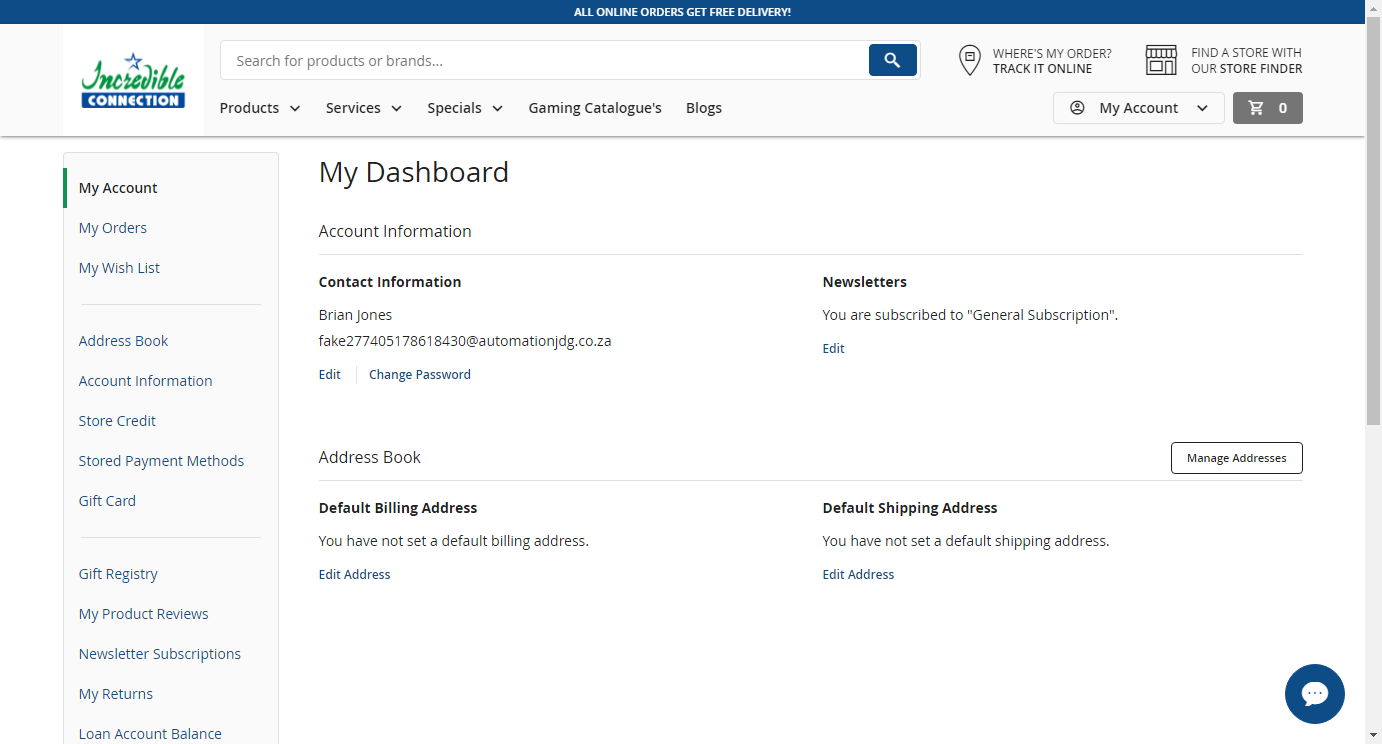 ALL ONLINE ORDERS GET FREE DELIVERY!
Incredible
CONNECTION
Search for products or brands...
WHERE'S MY ORDER?
TRACK IT ONLINE
FIND A STORE WITH
OUR STORE FINDER
Products
Services
Specials
Gaming Catalogue's
Blogs
My Account
0
My Account
My Orders
My Wish List
Address Book
Account Information
Store Credit
Stored Payment Methods
Gift Card
Gift Registry
My Product Reviews
Newsletter Subscriptions
My Returns
Loan Account Balance
My Dashboard
Account Information
Contact Information
Brian Jones
fake277405178618430@automationjdg.co.za
Edit
Change Password
Newsletters
You are subscribed to "General Subscription".
Edit
Address Book
Manage Addresses
Default Billing Address
You have not set a default billing address.
Edit Address
Default Shipping Address
You have not set a default shipping address.
Edit Address